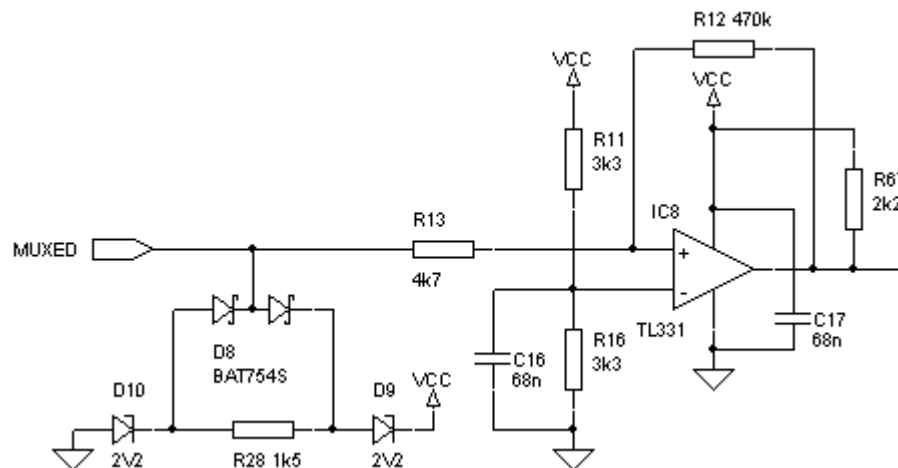 R12 470k
VCC
VCC
R11
3k3
R6
2k2
IC8
R13
MUXED
4k7
+
-
TL331
C17
68n
D8
BAT754S
C16
68n
R16
3k3
VCC
D10
D9
2V2
R28 1k5
2V2